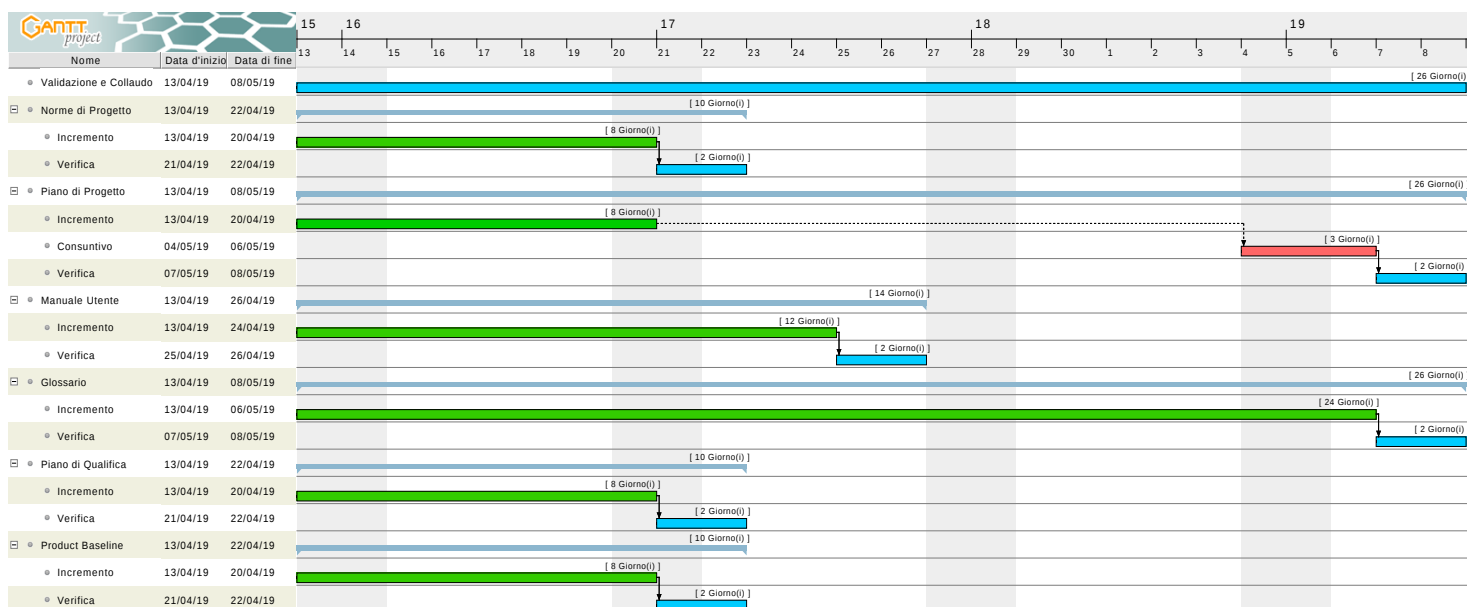 GANTT project
15 16 17 18 19
13 14 15 16 17 18 19 20 21 22 23 24 25 26 27 28 29 30 1 2 3 4 5 6 7 8
Nome Data d'inizio Data di fine
[ 26 Giorno(i)
Validazione e Collaudo 13/04/19 08/05/19
Norme di Progetto 13/04/19 22/04/19 [ 10 Giorno(i) ]
Incremento 13/04/19 20/04/19 [ 8 Giorno(i) ]
Verifica 21/04/19 22/04/19 [ 2 Giorno(i) ]
Piano di Progetto 13/04/19 08/05/19 [ 26 Giorno(i)
Incremento 13/04/19 20/04/19 [ 8 Giorno(i) ]
Consuntivo 04/05/19 06/05/19 [ 3 Giorno(i) ]
Verifica 07/05/19 08/05/19 [ 2 Giorno(i)
Manuale Utente 13/04/19 26/04/19 [ 14 Giorno(i) ]
Incremento 13/04/19 24/04/19 [ 12 Giorno(i) ]
Verifica 25/04/19 26/04/19 [ 2 Giorno(i) ]
Glossario 13/04/19 08/05/19 [ 26 Giorno(i)
Incremento 13/04/19 06/05/19 [ 24 Giorno(i) ]
Verifica 07/05/19 08/05/19 [ 2 Giorno(i)
Piano di Qualifica 13/04/19 22/04/19 [ 10 Giorno(i) ]
Incremento 13/04/19 20/04/19 [ 8 Giorno(i) ]
Verifica 21/04/19 22/04/19 [ 2 Giorno(i) ]
Product Baseline 13/04/19 22/04/19 [ 10 Giorno(i) ]
Incremento 13/04/19 20/04/19 [ 8 Giorno(i) ]
Verifica 21/04/19 22/04/19 [ 2 Giorno(i) ]